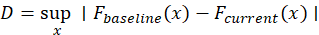 D = sup | F_baseline(x) − F_current(x) |
x